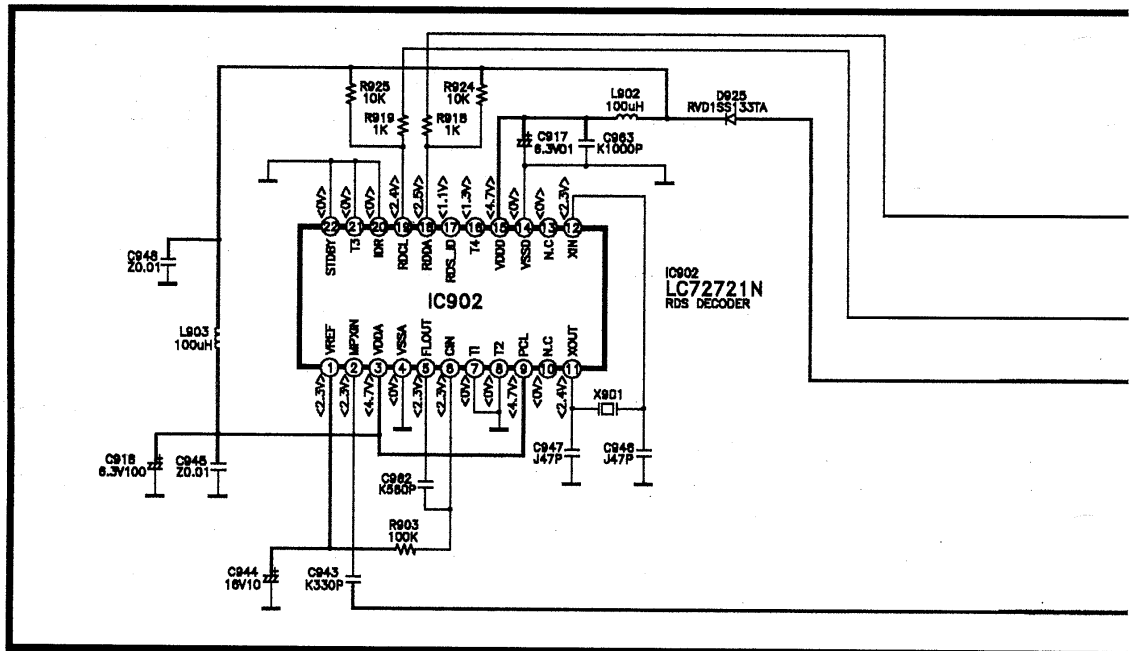 R925
10K
R924
10K
R919
1K
R918
1K
L902
100uH
D925
RVD1SS133TA
C917
6.3V01
C963
K1000P
<0V>
<0V>
<0V>
<2.4V>
<2.5V>
<1.1V>
<1.3V>
<4.7V>
<0V>
<0V>
<2.3V>
22
21
20
19
18
17
16
15
14
13
12
STDBY
T3
IDR
RDCL
RDDA
RDS_ID
T4
VDDD
VSSD
N.C
XIN
C948
Z0.01
IC902
IC902
LC72721N
RDS DECODER
L903
100uH
VREF
MPXIN
VDDA
VSSA
FLOUT
CIN
T1
T2
PCL
N.C
XOUT
1
2
3
4
5
6
7
8
9
10
11
<2.3V>
<2.3V>
<4.7V>
<0V>
<2.3V>
<2.3V>
<0V>
<0V>
<4.7V>
<0V>
<2.4V>
X901
C916
6.3V100
C945
Z0.01
C947
J47P
C946
J47P
C962
K560P
R903
100K
C944
16V10
C943
K330P